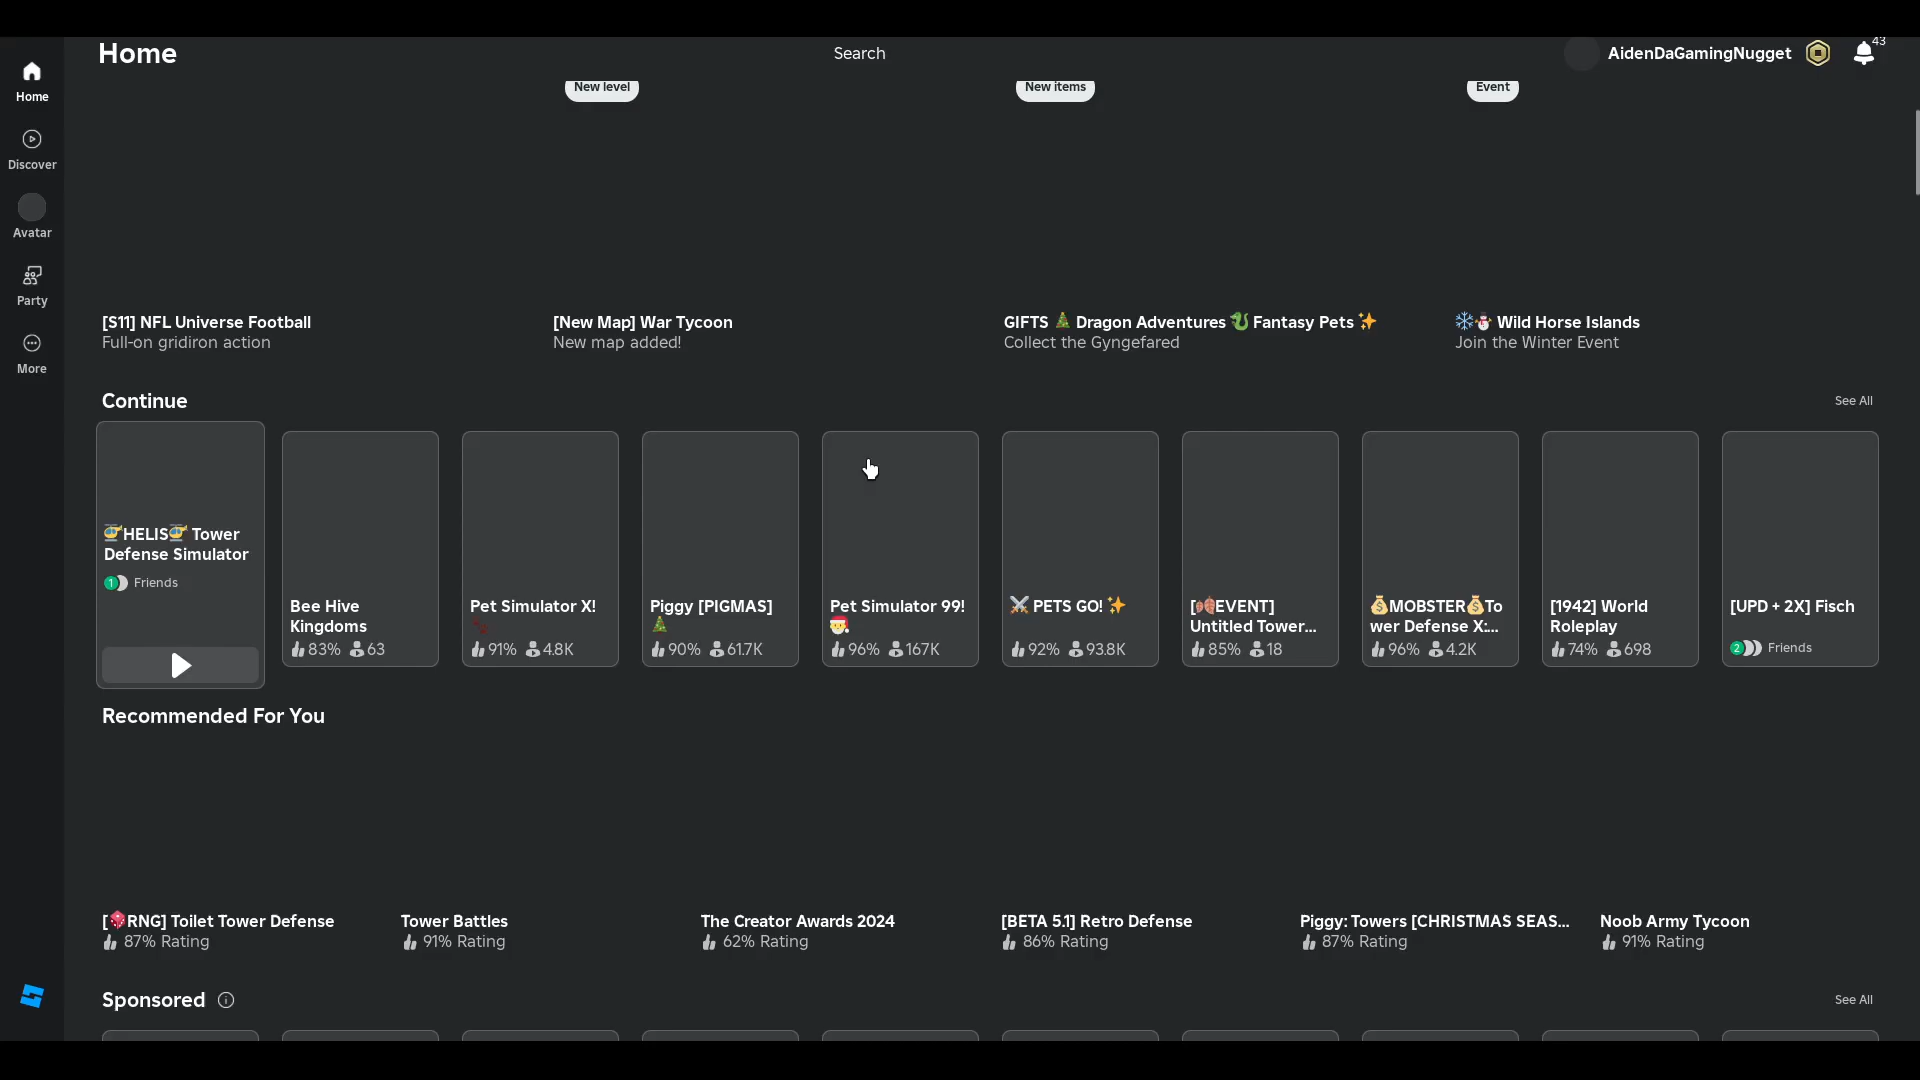 Home
Search
AidenDaGamingNugget
43
Home
Discover
Avatar
Party
More
New level
New items
Event
[S11] NFL Universe Football
Full-on gridiron action
[New Map] War Tycoon
New map added!
GIFTS 🎄 Dragon Adventures 🐉 Fantasy Pets ✨
Collect the Gyngefared
❄️⛄ Wild Horse Islands
Join the Winter Event
Continue
See All
🚁HELIS🚁 Tower
Defense Simulator
1 Friends
Bee Hive
Kingdoms
83% 63
Pet Simulator X!
91% 4.8K
Piggy [PIGMAS]
🎄
90% 61.7K
Pet Simulator 99!
🎅
96% 167K
⚔️ PETS GO! ✨
92% 93.8K
[🍂EVENT]
Untitled Tower...
85% 18
💰MOBSTER💰To
wer Defense X:...
96% 4.2K
[1942] World
Roleplay
74% 698
[UPD + 2X] Fisch
2 Friends
Recommended For You
[🎲RNG] Toilet Tower Defense
87% Rating
Tower Battles
91% Rating
The Creator Awards 2024
62% Rating
[BETA 5.1] Retro Defense
86% Rating
Piggy: Towers [CHRISTMAS SEAS...
87% Rating
Noob Army Tycoon
91% Rating
Sponsored
See All